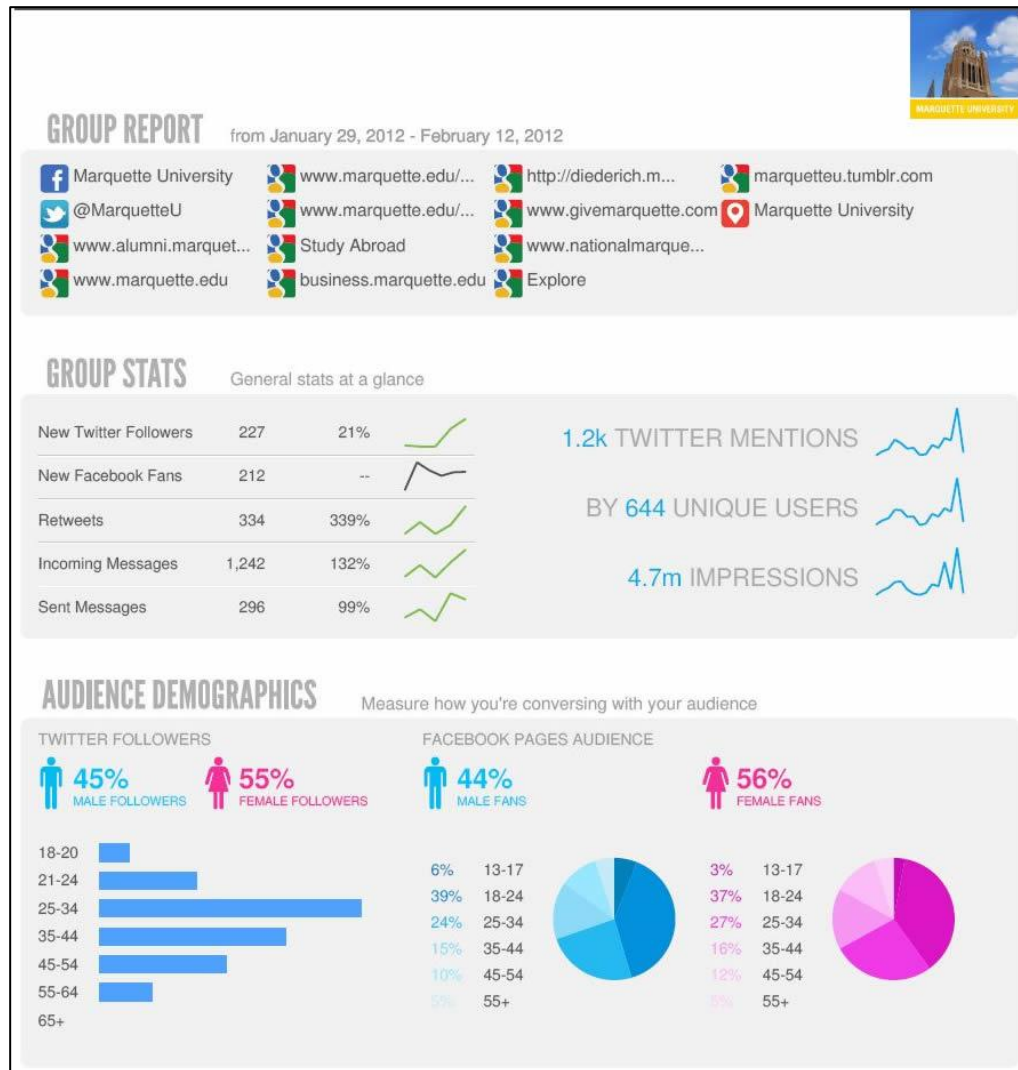 MARQUETTE UNIVERSITY
GROUP REPORT from January 29, 2012 - February 12, 2012
Marquette University www.marquette.edu/... http://diederich.m... marquetteu.tumblr.com
@MarquetteU www.marquette.edu/... www.givemarquette.com Marquette University
www.alumni.marquet... Study Abroad www.nationalmarque...
www.marquette.edu business.marquette.edu Explore
GROUP STATS General stats at a glance
New Twitter Followers 227 21%
New Facebook Fans 212 --
Retweets 334 339%
Incoming Messages 1,242 132%
Sent Messages 296 99%
1.2k TWITTER MENTIONS
BY 644 UNIQUE USERS
4.7m IMPRESSIONS
AUDIENCE DEMOGRAPHICS Measure how you're conversing with your audience
TWITTER FOLLOWERS
45% 55%
MALE FOLLOWERS FEMALE FOLLOWERS
18-20
21-24
25-34
35-44
45-54
55-64
65+
FACEBOOK PAGES AUDIENCE
44% 56%
MALE FANS FEMALE FANS
6% 13-17 3% 13-17
39% 18-24 37% 18-24
24% 25-34 27% 25-34
15% 35-44 16% 35-44
10% 45-54 12% 45-54
5% 55+ 5% 55+